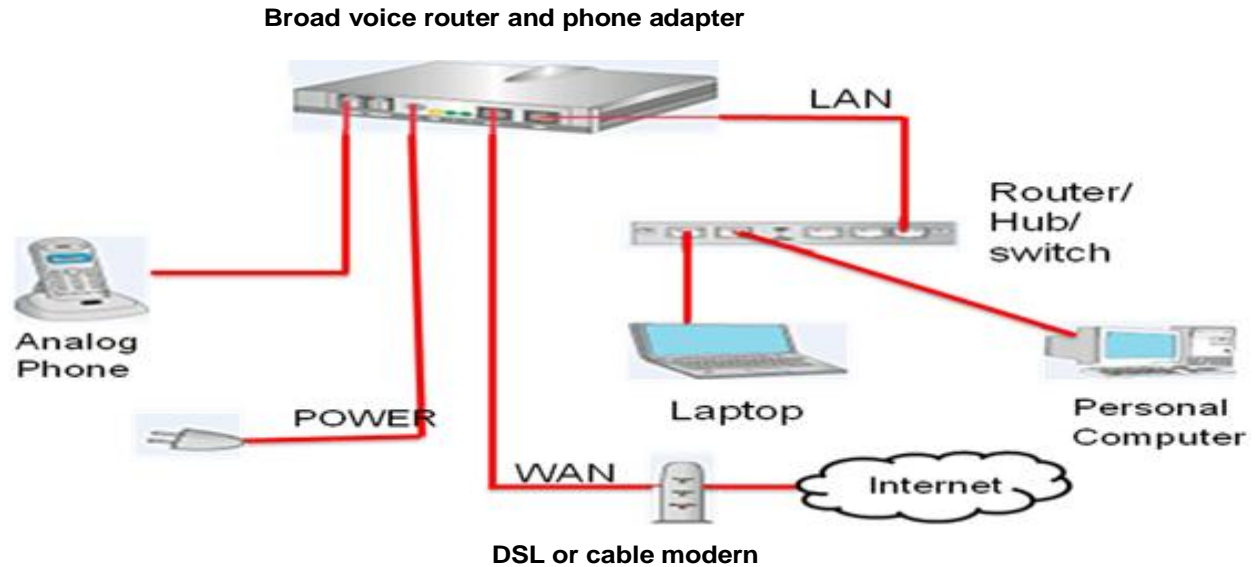 Broad voice router and phone adapter
LAN
Router/
Hub/
switch
Analog
Phone
Laptop
Personal
Computer
POWER
WAN
Internet
DSL or cable modern